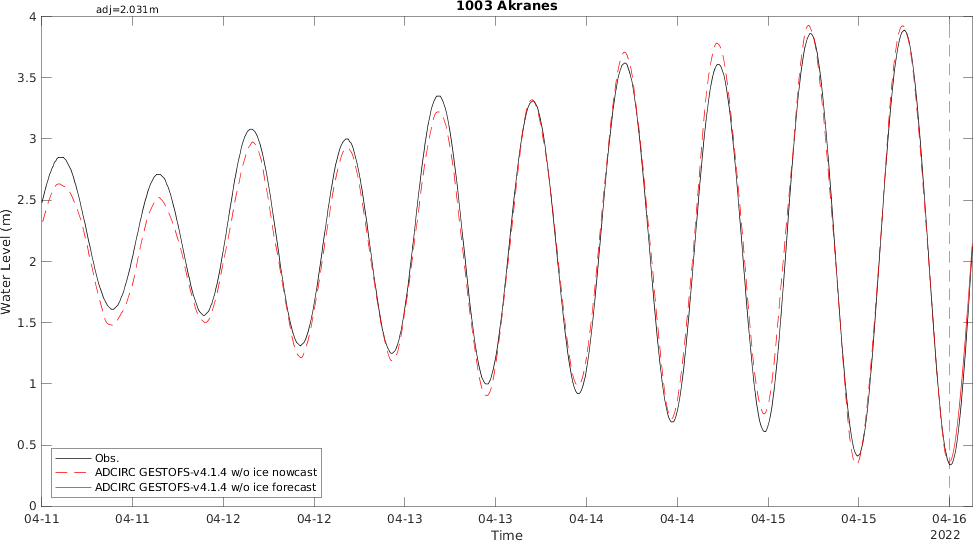 1003 Akranes
adj=2.031m
4
3.5
3
2.5
2
1.5
1
0.5
0
Water Level (m)
Obs.
ADCIRC GESTOFS-v4.1.4 w/o ice nowcast
ADCIRC GESTOFS-v4.1.4 w/o ice forecast
04-11 04-11 04-12 04-12 04-13 04-13 04-14 04-14 04-15 04-15 04-16
2022
Time